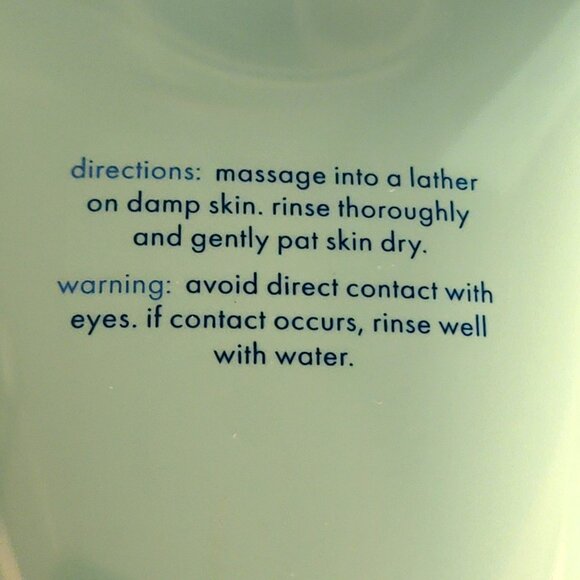 directions: massage into a lather
on damp skin. rinse thoroughly
and gently pat skin dry.
warning: avoid direct contact with
eyes. if contact occurs, rinse well
with water.